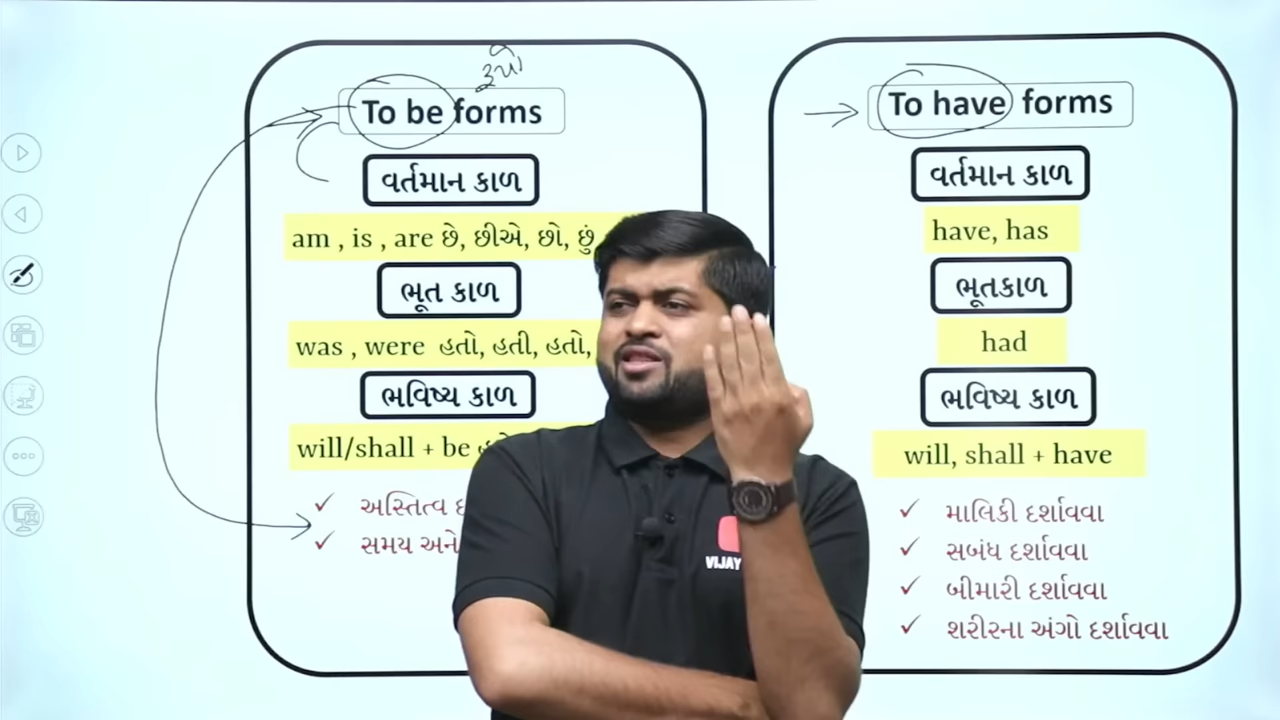 રૂપો
To be forms
વર્તમાન કાળ
am , is , are છે, છીએ, છો, છું,
ભૂત કાળ
was , were હતો, હતી, હતો,
ભવિષ્ય કાળ
will/shall + be
✓ અસ્તિત્વ
✓ સમય અને
To have forms
વર્તમાન કાળ
have, has
ભૂતકાળ
had
ભવિષ્ય કાળ
will, shall + have
✓ માલિકી દર્શાવવા
✓ સબંધ દર્શાવવા
✓ બીમારી દર્શાવવા
✓ શરીરના અંગો દર્શાવવા
VIJAY